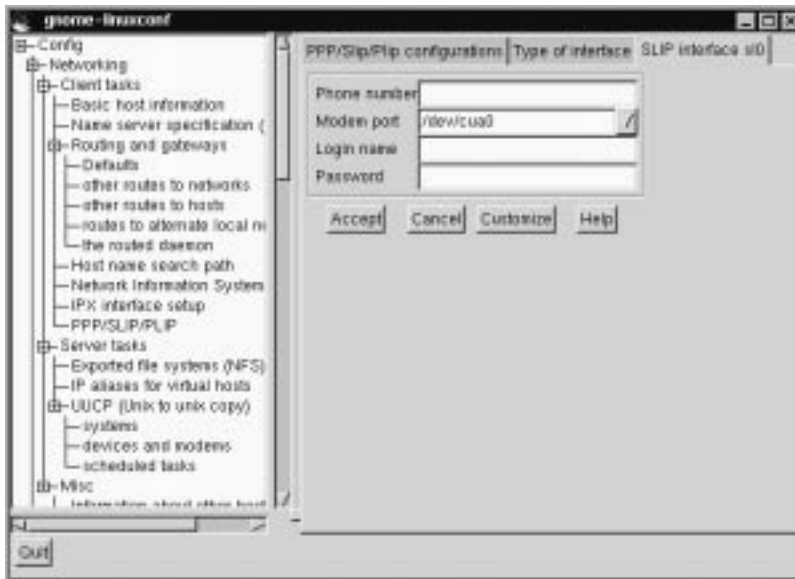 gnome-linuxconf
Config
Networking
Client tasks
Basic host information
Name server specification (
Routing and gateways
Defaults
other routes to networks
other routes to hosts
routes to alternate local n
the routed daemon
Host name search path
Network Information System
IPX interface setup
PPP/SLIP/PLIP
Server tasks
Exported file systems (NFS)
IP aliases for virtual hosts
UUCP (Unix to unix copy)
systems
devices and modems
scheduled tasks
Misc
Information about other host
Quit
PPP/Slip/Plip configurations
Type of interface
SLIP interface sl0
Phone number
Modem port /dev/cua0
Login name
Password
Accept Cancel Customize Help